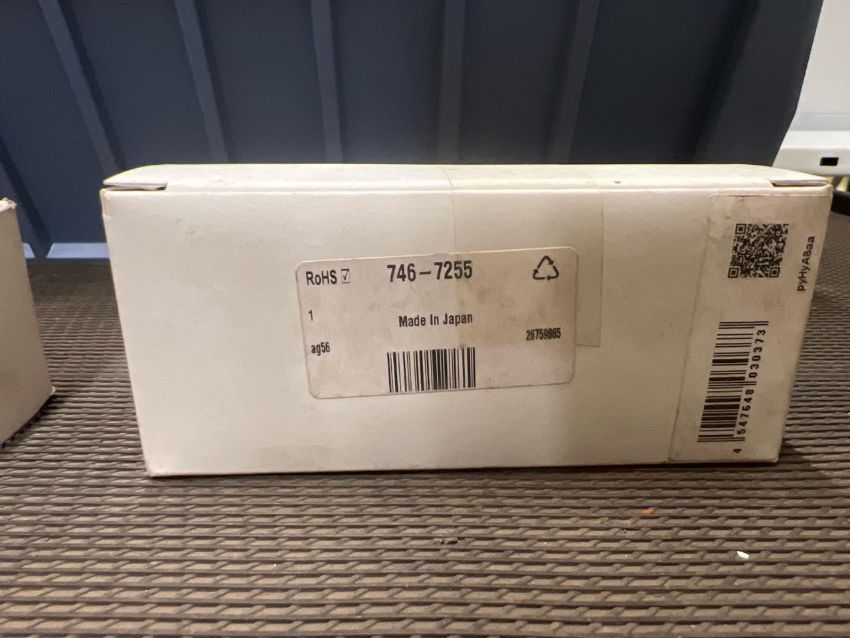 RoHS ☑ 746-7255
1
Made In Japan
26759865
ag56
pyHyA8aa
4 547648 030373